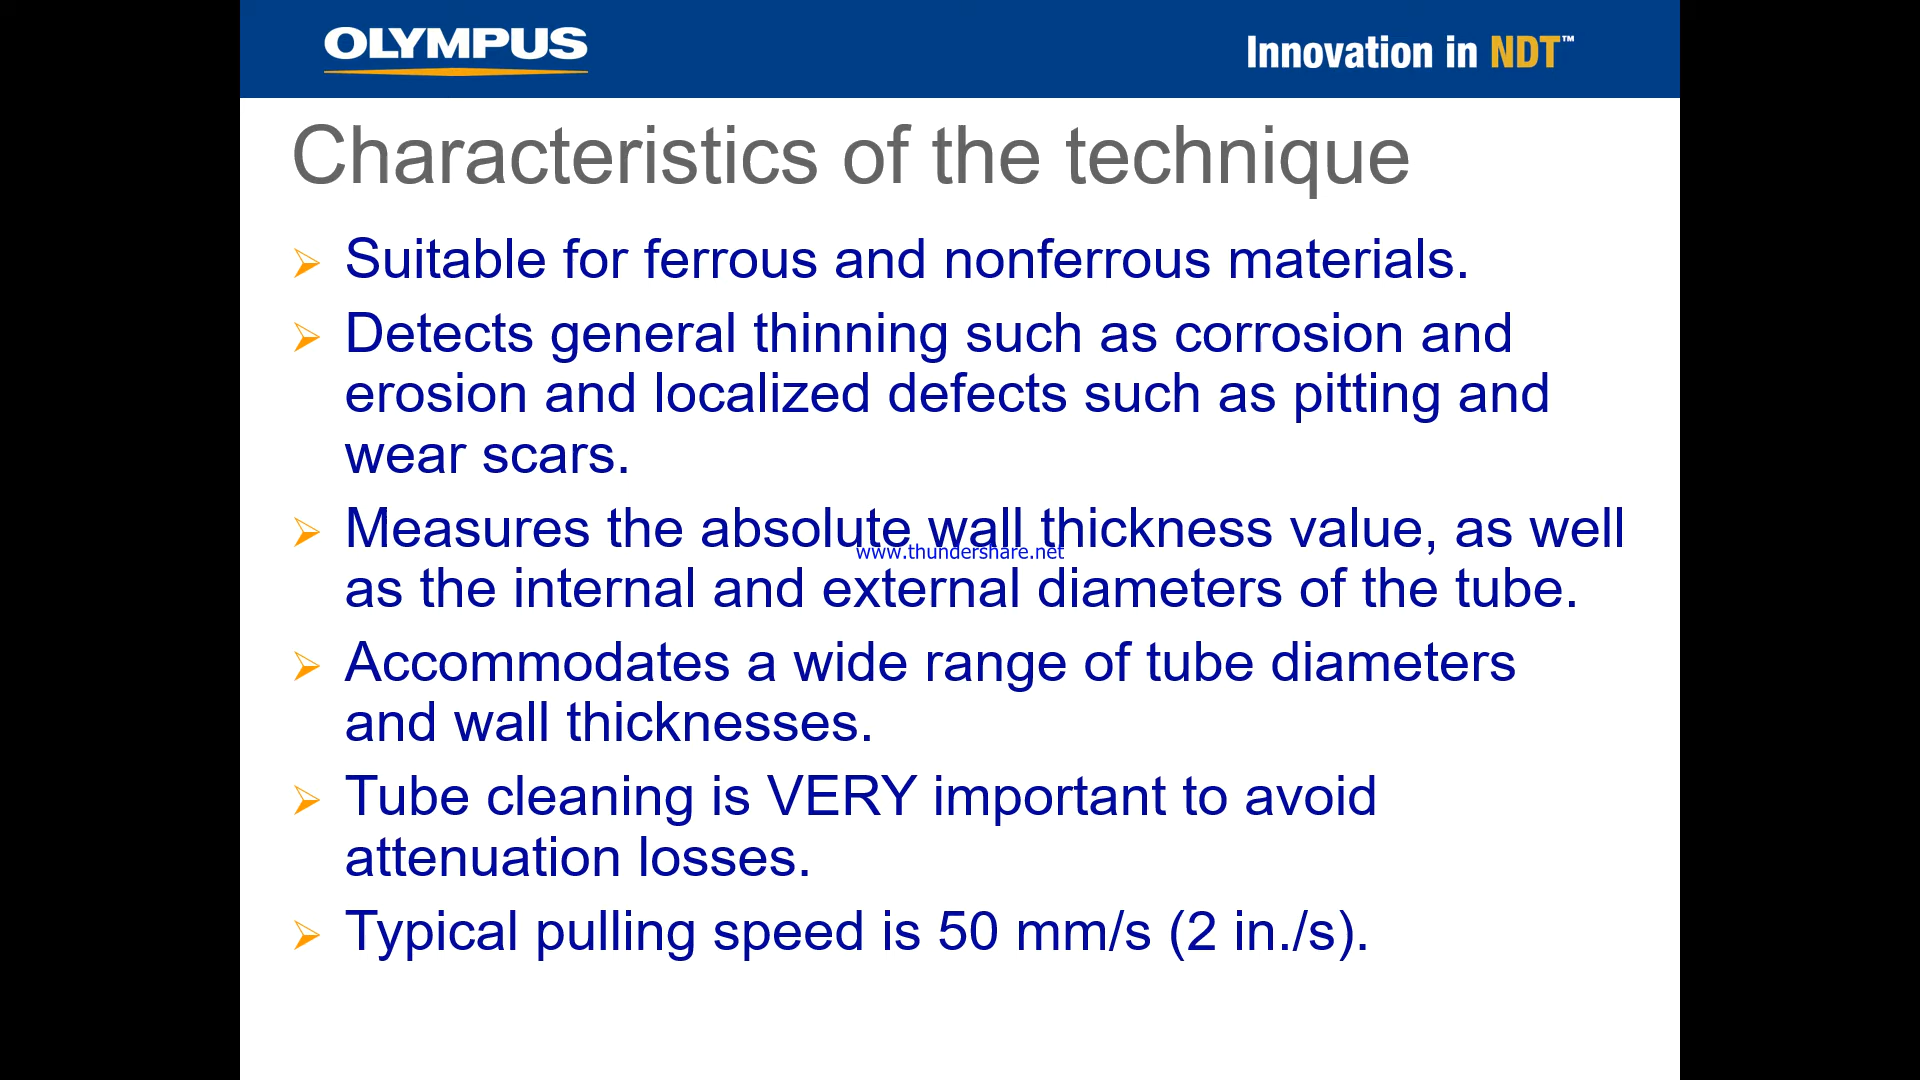 OLYMPUS
Innovation in NDT™
Characteristics of the technique
Suitable for ferrous and nonferrous materials.
Detects general thinning such as corrosion and
erosion and localized defects such as pitting and
wear scars.
Measures the absolute wall thickness value, as well
www.thundershare.net
as the internal and external diameters of the tube.
Accommodates a wide range of tube diameters
and wall thicknesses.
Tube cleaning is VERY important to avoid
attenuation losses.
Typical pulling speed is 50 mm/s (2 in./s).